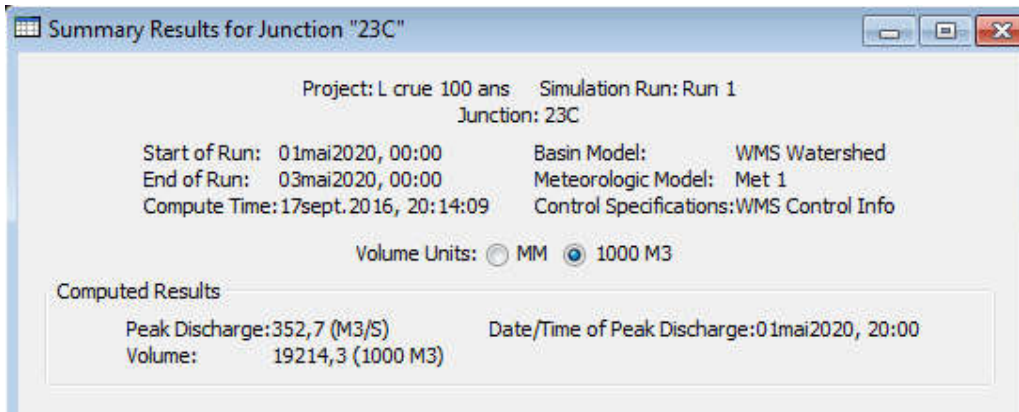 Summary Results for Junction "23C"
Project: L crue 100 ans Simulation Run: Run 1
Junction: 23C
Start of Run: 01mai2020, 00:00 Basin Model: WMS Watershed
End of Run: 03mai2020, 00:00 Meteorologic Model: Met 1
Compute Time:17sept.2016, 20:14:09 Control Specifications:WMS Control Info
Volume Units: MM 1000 M3
Computed Results
Peak Discharge:352,7 (M3/S) Date/Time of Peak Discharge:01mai2020, 20:00
Volume: 19214,3 (1000 M3)